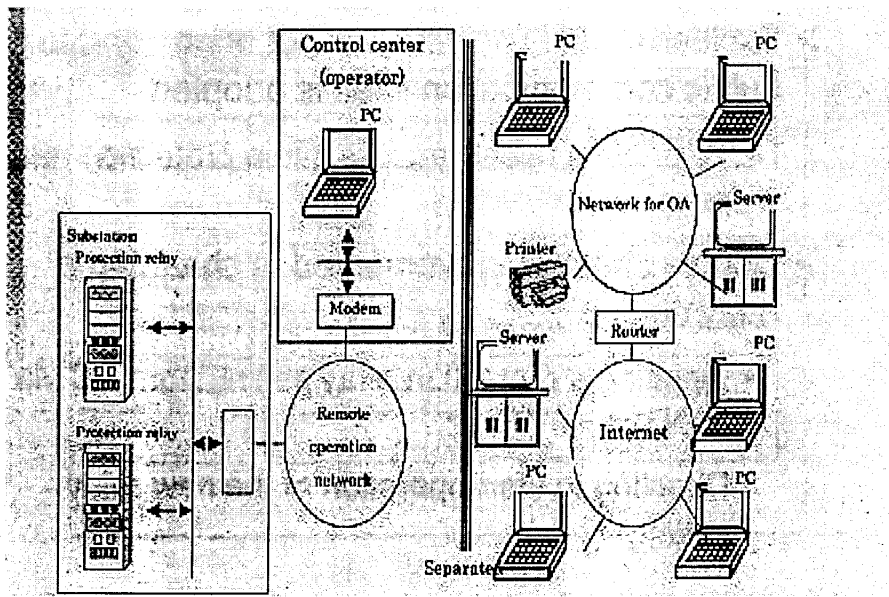 Control center
(operator)
PC
Modem
Substation
Protection relay
Protection relay
Remote
operation
network
PC
PC
Network for OA
Server
Printer
Router
Server
PC
Internet
PC
PC
Separated